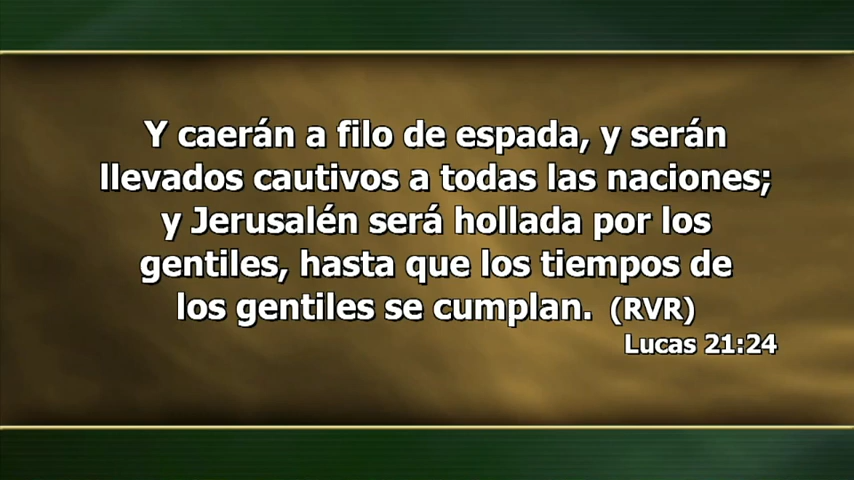 Y caerán a filo de espada, y serán
llevados cautivos a todas las naciones;
y Jerusalén será hollada por los
gentiles, hasta que los tiempos de
los gentiles se cumplan. (RVR)
Lucas 21:24